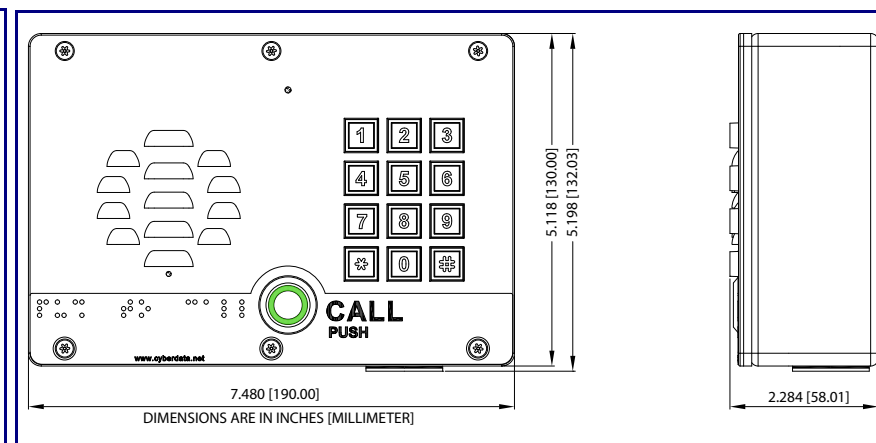 1 2 3
4 5 6
7 8 9
* 0 #
CALL
PUSH
www.cyberdata.net
5.118 [130.00]
5.198 [132.03]
7.480 [190.00]
2.284 [58.01]
DIMENSIONS ARE IN INCHES [MILLIMETER]